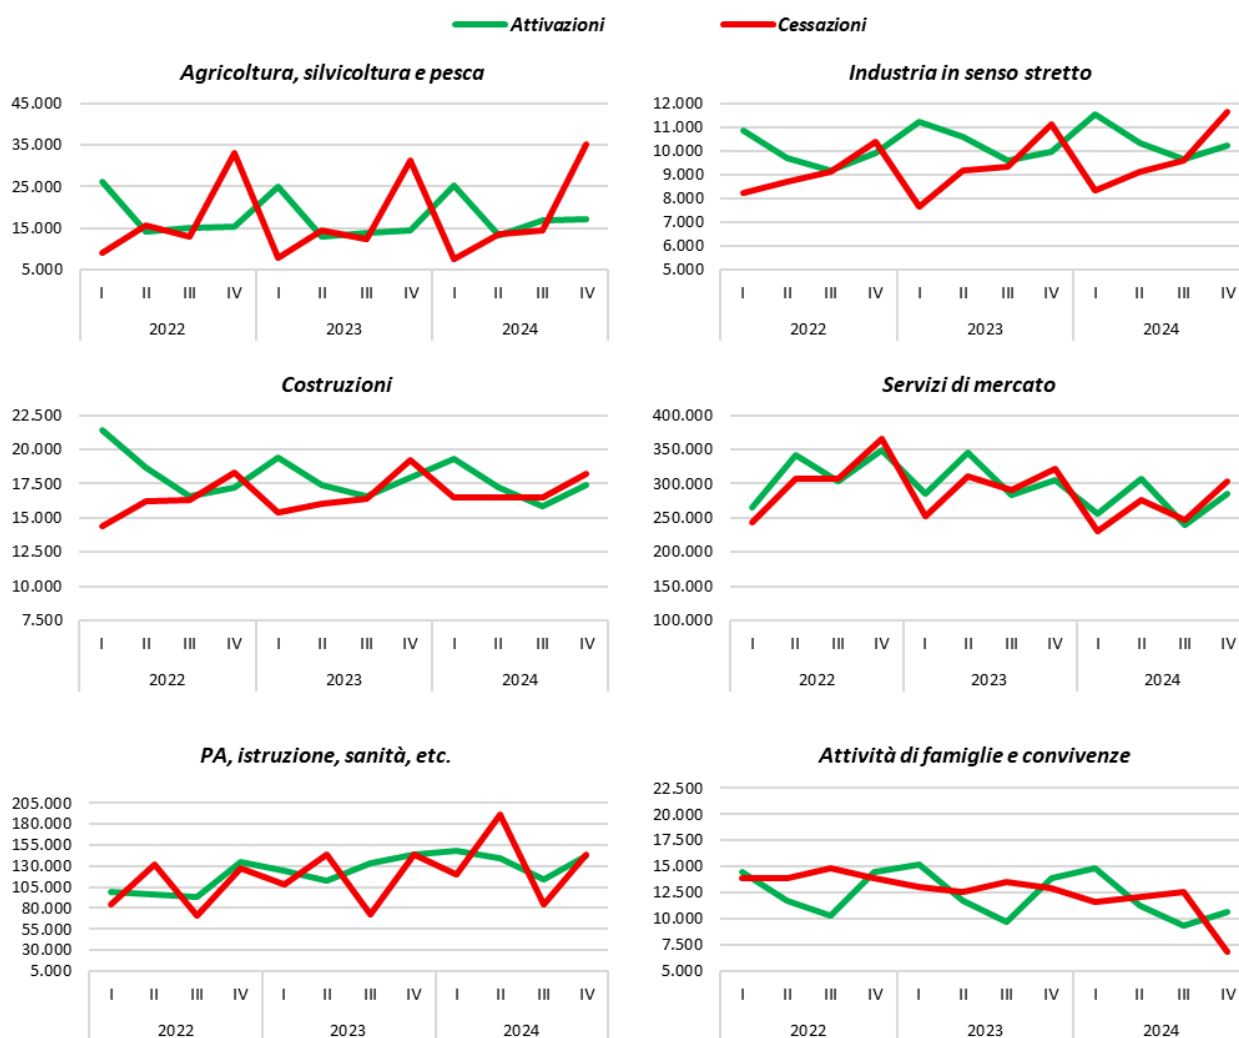 Attivazioni Cessazioni
Agricoltura, silvicoltura e pesca
45.000
35.000
25.000
15.000
5.000
I II III IV I II III IV I II III IV
2022 2023 2024
Industria in senso stretto
12.000
11.000
10.000
9.000
8.000
7.000
6.000
5.000
I II III IV I II III IV I II III IV
2022 2023 2024
Costruzioni
22.500
20.000
17.500
15.000
12.500
10.000
7.500
I II III IV I II III IV I II III IV
2022 2023 2024
Servizi di mercato
400.000
350.000
300.000
250.000
200.000
150.000
100.000
I II III IV I II III IV I II III IV
2022 2023 2024
PA, istruzione, sanità, etc.
205.000
180.000
155.000
130.000
105.000
80.000
55.000
30.000
5.000
I II III IV I II III IV I II III IV
2022 2023 2024
Attività di famiglie e convivenze
22.500
20.000
17.500
15.000
12.500
10.000
7.500
5.000
I II III IV I II III IV I II III IV
2022 2023 2024